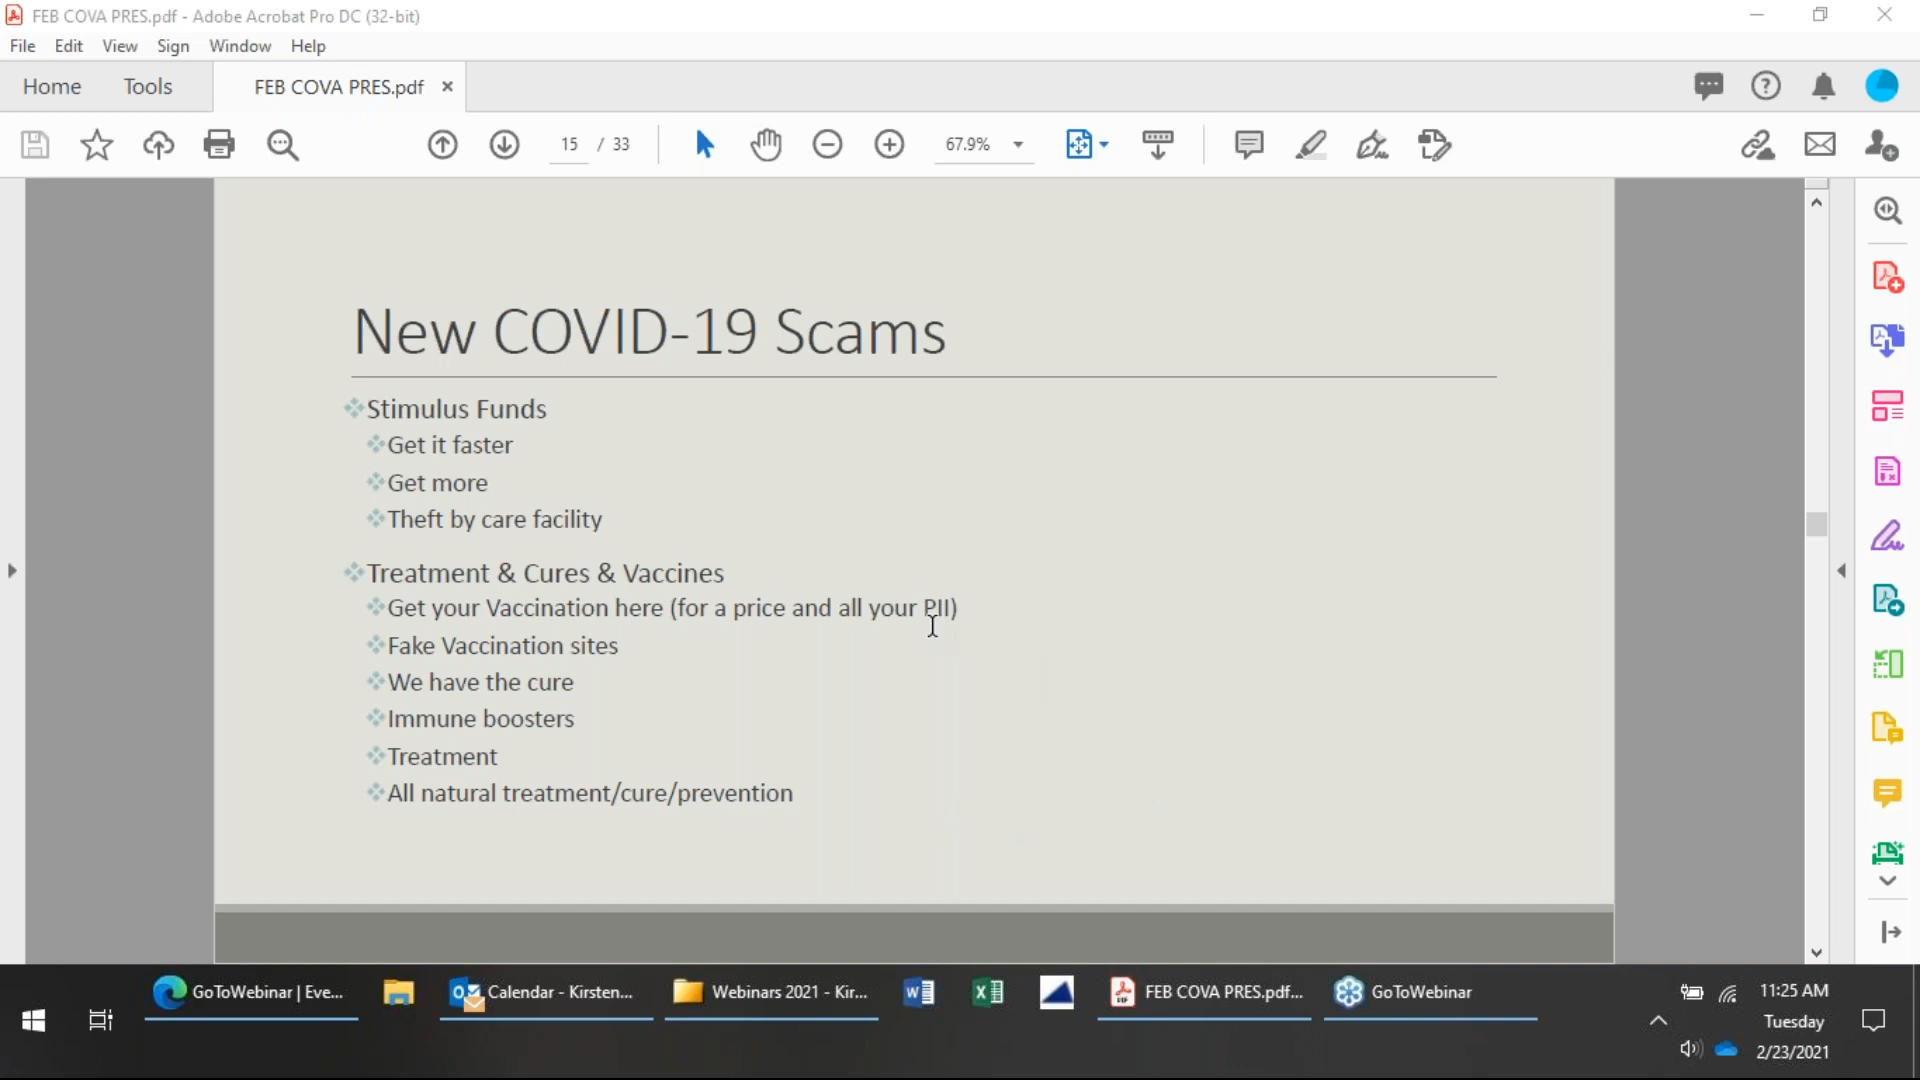 FEB COVA PRES.pdf - Adobe Acrobat Pro DC (32-bit)
File Edit View Sign Window Help
Home Tools FEB COVA PRES.pdf ×
15 / 33 67.9%
New COVID-19 Scams
Stimulus Funds
Get it faster
Get more
Theft by care facility
Treatment & Cures & Vaccines
Get your Vaccination here (for a price and all your PII)
Fake Vaccination sites
We have the cure
Immune boosters
Treatment
All natural treatment/cure/prevention
GoToWebinar | Eve... Calendar - Kirsten... Webinars 2021 - Kir... FEB COVA PRES.pdf... GoToWebinar
11:25 AM
Tuesday
2/23/2021